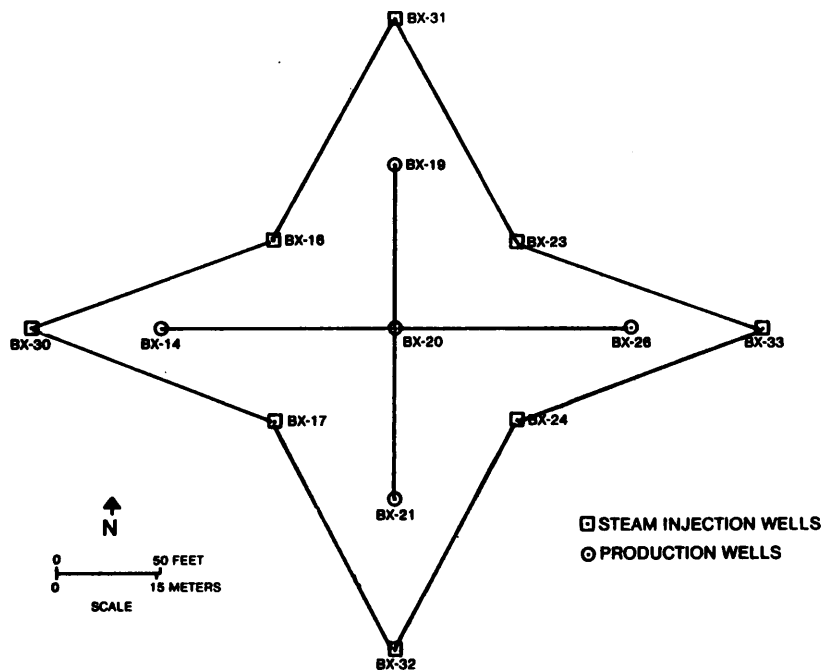 BX-31
BX-19
BX-16
BX-23
BX-30
BX-14
BX-20
BX-26
BX-33
BX-17
BX-24
BX-21
N
STEAM INJECTION WELLS
PRODUCTION WELLS
0 50 FEET
0 15 METERS
SCALE
BX-32